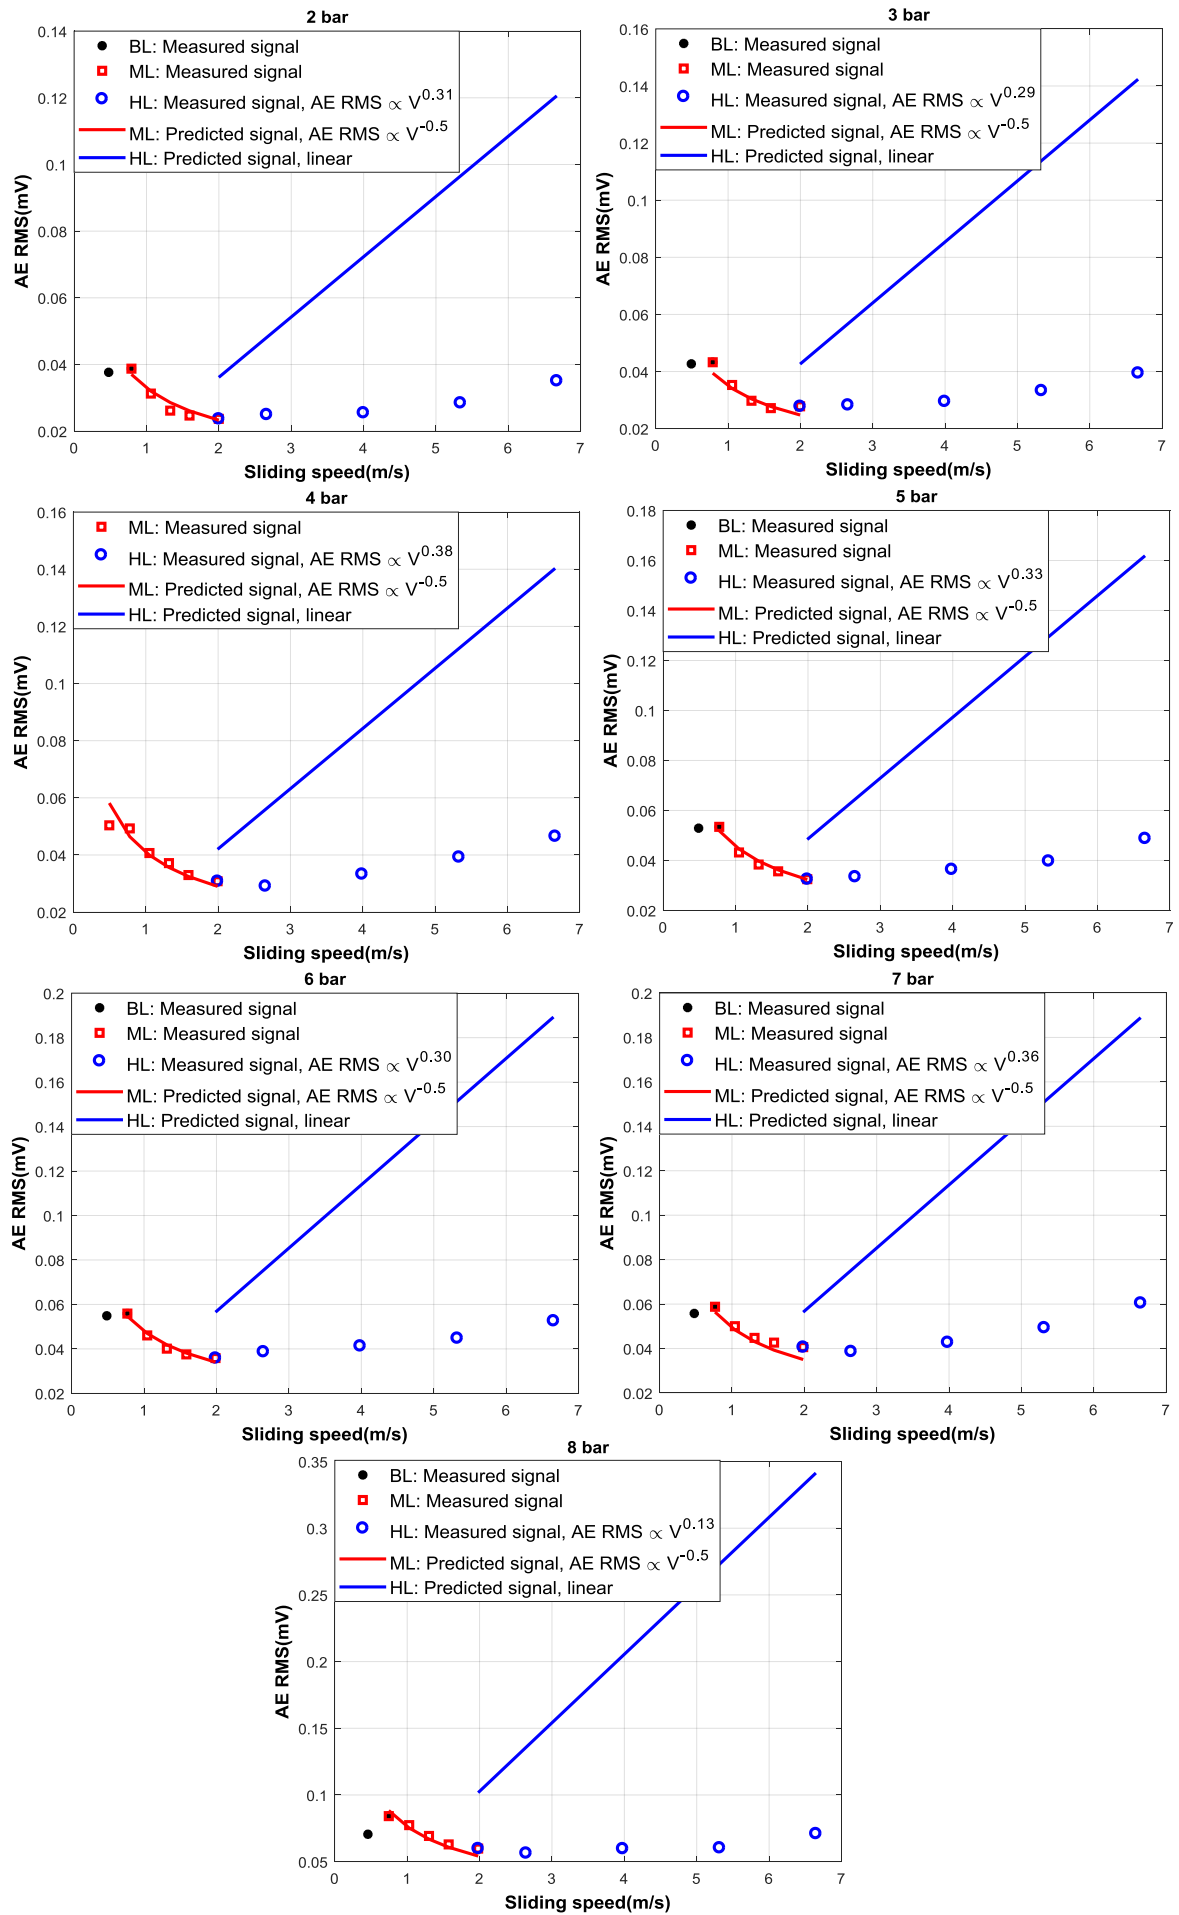 2 bar
0.14
0.12
0.1
0.08
0.06
0.04
0.02
AE RMS(mV)
BL: Measured signal
ML: Measured signal
HL: Measured signal, AE RMS ∝ V^0.31
ML: Predicted signal, AE RMS ∝ V^-0.5
HL: Predicted signal, linear
0 1 2 3 4 5 6 7
Sliding speed(m/s)
3 bar
0.16
0.14
0.12
0.1
0.08
0.06
0.04
0.02
AE RMS(mV)
BL: Measured signal
ML: Measured signal
HL: Measured signal, AE RMS ∝ V^0.29
ML: Predicted signal, AE RMS ∝ V^-0.5
HL: Predicted signal, linear
0 1 2 3 4 5 6 7
Sliding speed(m/s)
4 bar
0.16
0.14
0.12
0.1
0.08
0.06
0.04
0.02
AE RMS(mV)
ML: Measured signal
HL: Measured signal, AE RMS ∝ V^0.38
ML: Predicted signal, AE RMS ∝ V^-0.5
HL: Predicted signal, linear
0 1 2 3 4 5 6 7
Sliding speed(m/s)
5 bar
0.18
0.16
0.14
0.12
0.1
0.08
0.06
0.04
0.02
AE RMS(mV)
BL: Measured signal
ML: Measured signal
HL: Measured signal, AE RMS ∝ V^0.33
ML: Predicted signal, AE RMS ∝ V^-0.5
HL: Predicted signal, linear
0 1 2 3 4 5 6 7
Sliding speed(m/s)
6 bar
0.2
0.18
0.16
0.14
0.12
0.1
0.08
0.06
0.04
0.02
AE RMS(mV)
BL: Measured signal
ML: Measured signal
HL: Measured signal, AE RMS ∝ V^0.30
ML: Predicted signal, AE RMS ∝ V^-0.5
HL: Predicted signal, linear
0 1 2 3 4 5 6 7
Sliding speed(m/s)
7 bar
0.2
0.18
0.16
0.14
0.12
0.1
0.08
0.06
0.04
0.02
AE RMS(mV)
BL: Measured signal
ML: Measured signal
HL: Measured signal, AE RMS ∝ V^0.36
ML: Predicted signal, AE RMS ∝ V^-0.5
HL: Predicted signal, linear
0 1 2 3 4 5 6 7
Sliding speed(m/s)
8 bar
0.35
0.3
0.25
0.2
0.15
0.1
0.05
AE RMS(mV)
BL: Measured signal
ML: Measured signal
HL: Measured signal, AE RMS ∝ V^0.13
ML: Predicted signal, AE RMS ∝ V^-0.5
HL: Predicted signal, linear
0 1 2 3 4 5 6 7
Sliding speed(m/s)